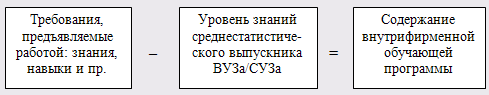 Требования,
предъявляемые
работой: знания,
навыки и пр.
–
Уровень знаний
среднестатистиче-
ского выпускника
ВУЗа/СУЗа
=
Содержание
внутрифирменной
обучающей
программы